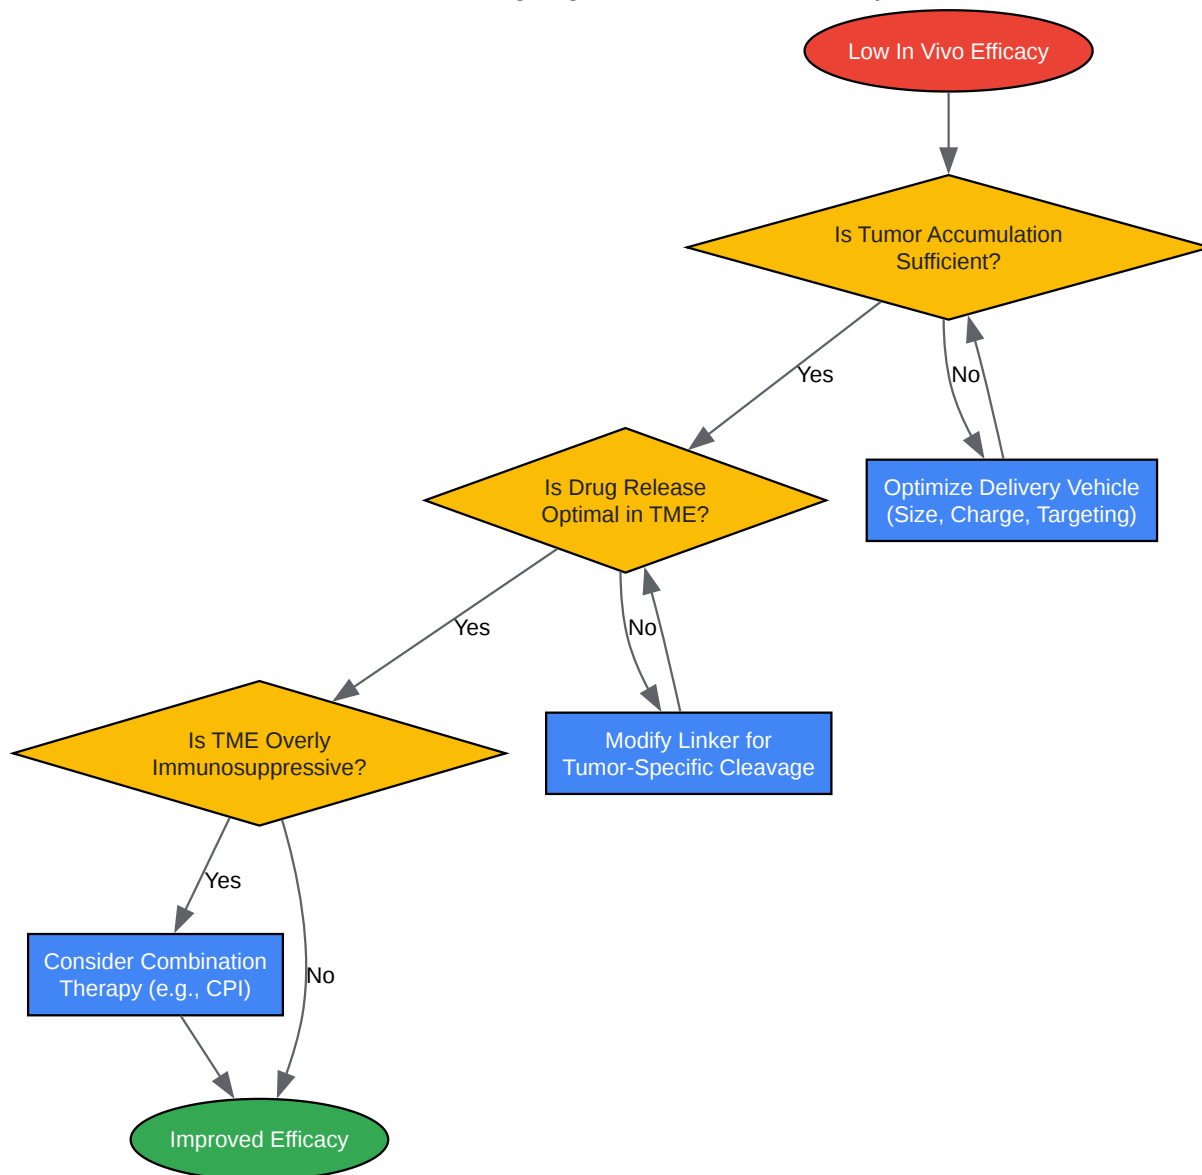 Low In Vivo Efficacy
Is Tumor Accumulation
Sufficient?
Yes
No
Is Drug Release
Optimal in TME?
Optimize Delivery Vehicle
(Size, Charge, Targeting)
Yes
No
Is TME Overly
Immunosuppressive?
Modify Linker for
Tumor-Specific Cleavage
Yes
Consider Combination
Therapy (e.g., CPI)
No
Improved Efficacy